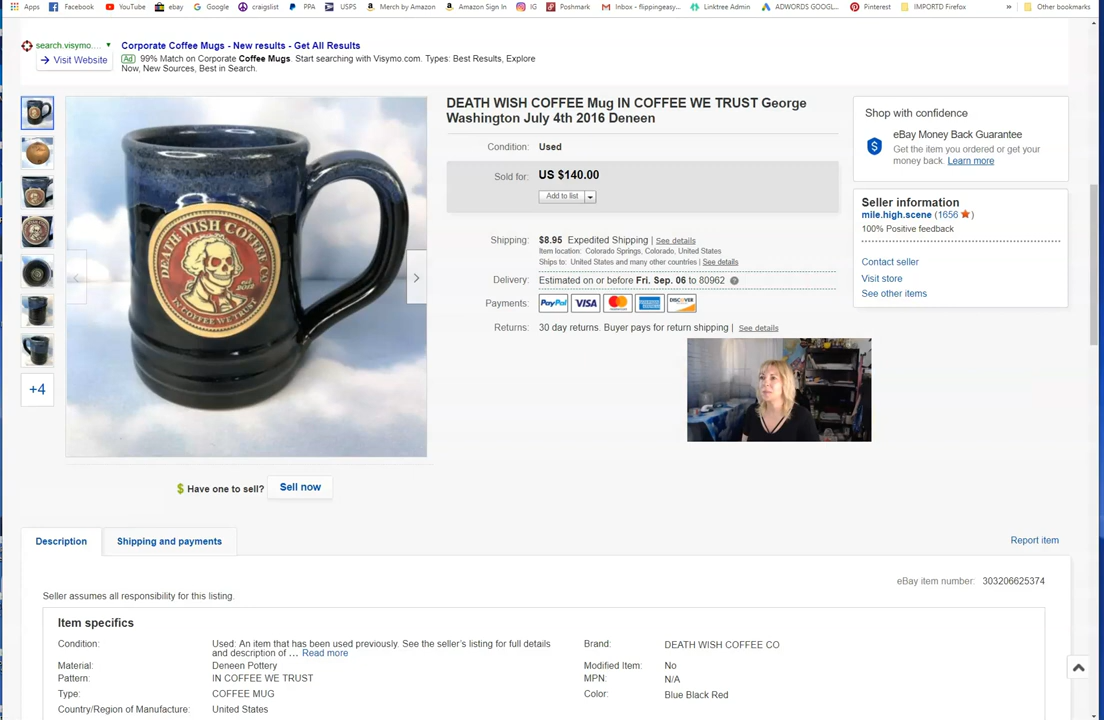 Apps Facebook YouTube ebay Google craigslist PPA USPS Merch by Amazon Amazon Sign In IG Poshmark Inbox - flippingeasy... Linktree Admin ADWORDS GOOGL... Pinterest IMPORTD Firefox » Other bookmarks
search.visymo....
Visit Website
Corporate Coffee Mugs - New results - Get All Results
Ad 99% Match on Corporate Coffee Mugs. Start searching with Visymo.com. Types: Best Results, Explore
Now, New Sources, Best in Search.
DEATH WISH COFFEE Mug IN COFFEE WE TRUST George
Washington July 4th 2016 Deneen
Condition: Used
Sold for: US $140.00
Add to list
Shipping: $8.95 Expedited Shipping | See details
Item location: Colorado Springs, Colorado, United States
Ships to: United States and many other countries | See details
Delivery: Estimated on or before Fri. Sep. 06 to 80962
Payments: PayPal VISA MasterCard AMERICAN EXPRESS DISCOVER
Returns: 30 day returns. Buyer pays for return shipping | See details
Shop with confidence
eBay Money Back Guarantee
Get the item you ordered or get your
money back. Learn more
Seller information
mile.high.scene (1656 )
100% Positive feedback
Contact seller
Visit store
See other items
DEATH WISH COFFEE CO
IN COFFEE WE TRUST
+4
Have one to sell? Sell now
Description Shipping and payments
Report item
eBay item number: 303206625374
Seller assumes all responsibility for this listing.
Item specifics
Condition: Used: An item that has been used previously. See the seller's listing for full details
and description of ... Read more
Brand: DEATH WISH COFFEE CO
Material: Deneen Pottery
Modified Item: No
Pattern: IN COFFEE WE TRUST
MPN: N/A
Type: COFFEE MUG
Color: Blue Black Red
Country/Region of Manufacture: United States